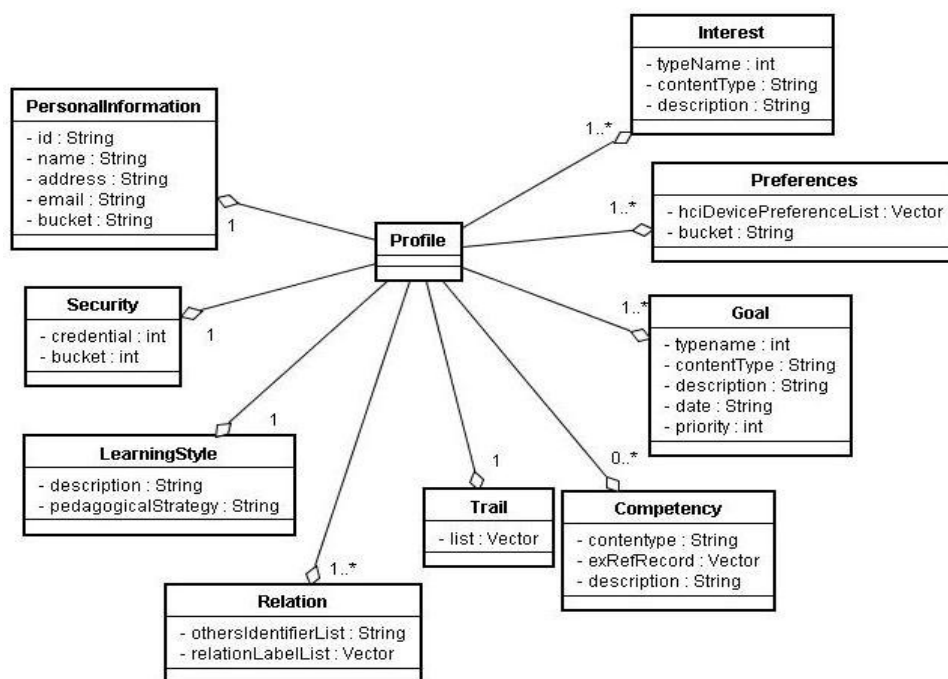 Interest
- typeName : int
- contentType : String
- description : String
1..*
PersonalInformation
- id : String
- name : String
- address : String
- email : String
- bucket : String
1
Preferences
- hciDevicePreferenceList : Vector
- bucket : String
1..*
Profile
Security
- credential : int
- bucket : int
1
Goal
- typename : int
- contentType : String
- description : String
- date : String
- priority : int
1..*
LearningStyle
- description : String
- pedagogicalStrategy : String
1
Trail
- list : Vector
1
Competency
- contentype : String
- exRefRecord : Vector
- description : String
0..*
Relation
- othersIdentifierList : String
- relationLabelList : Vector
1..*